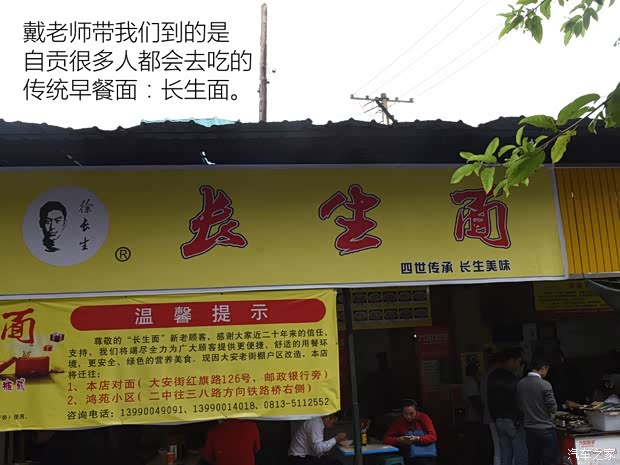 戴老师带我们到的是
自贡很多人都会去吃的
传统早餐面：长生面。
徐长生
®
长生面
四世传承 长生美味
面
温馨提示
尊敬的“长生面”新老顾客，感谢大家近二十年来的信任、
支持，我们将竭尽全力为广大顾客提供更便捷、舒适的用餐环
境，更安全、绿色的营养美食。现因大安老街棚户区改造，本店
将迁往：
1、本店对面（大安街红旗路126号，邮政银行旁）
2、鸿苑小区（二中往三八路方向铁路桥右侧）
咨询电话：13990049091、13990014018、0813-5112552
汽车之家